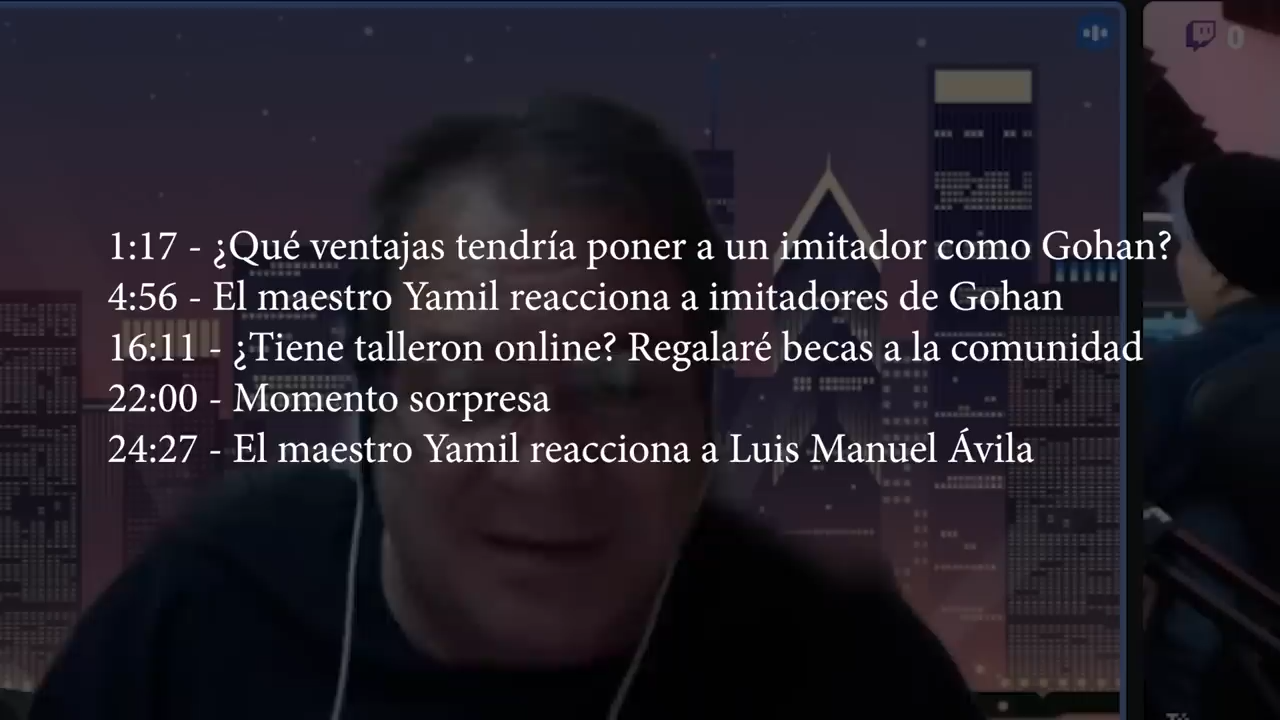 0
1:17 - ¿Qué ventajas tendría poner a un imitador como Gohan?
4:56 - El maestro Yamil reacciona a imitadores de Gohan
16:11 - ¿Tiene talleron online? Regalaré becas a la comunidad
22:00 - Momento sorpresa
24:27 - El maestro Yamil reacciona a Luis Manuel Ávila